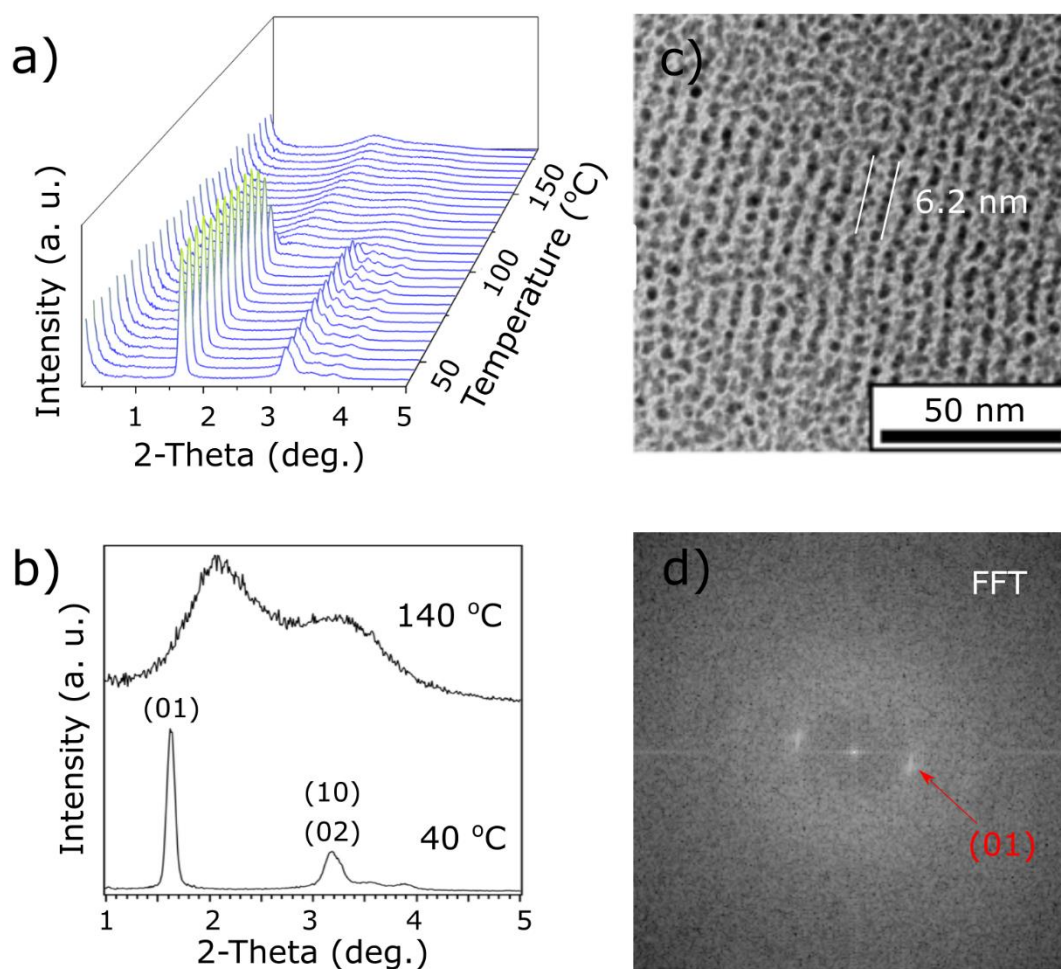 a)
Intensity (a. u.)
1 2 3 4 5
2-Theta (deg.)
50 100 150
Temperature (°C)
c)
6.2 nm
50 nm
b)
Intensity (a. u.)
140 °C
(01)
(10)
(02)
40 °C
1 2 3 4 5
2-Theta (deg.)
d)
FFT
(01)